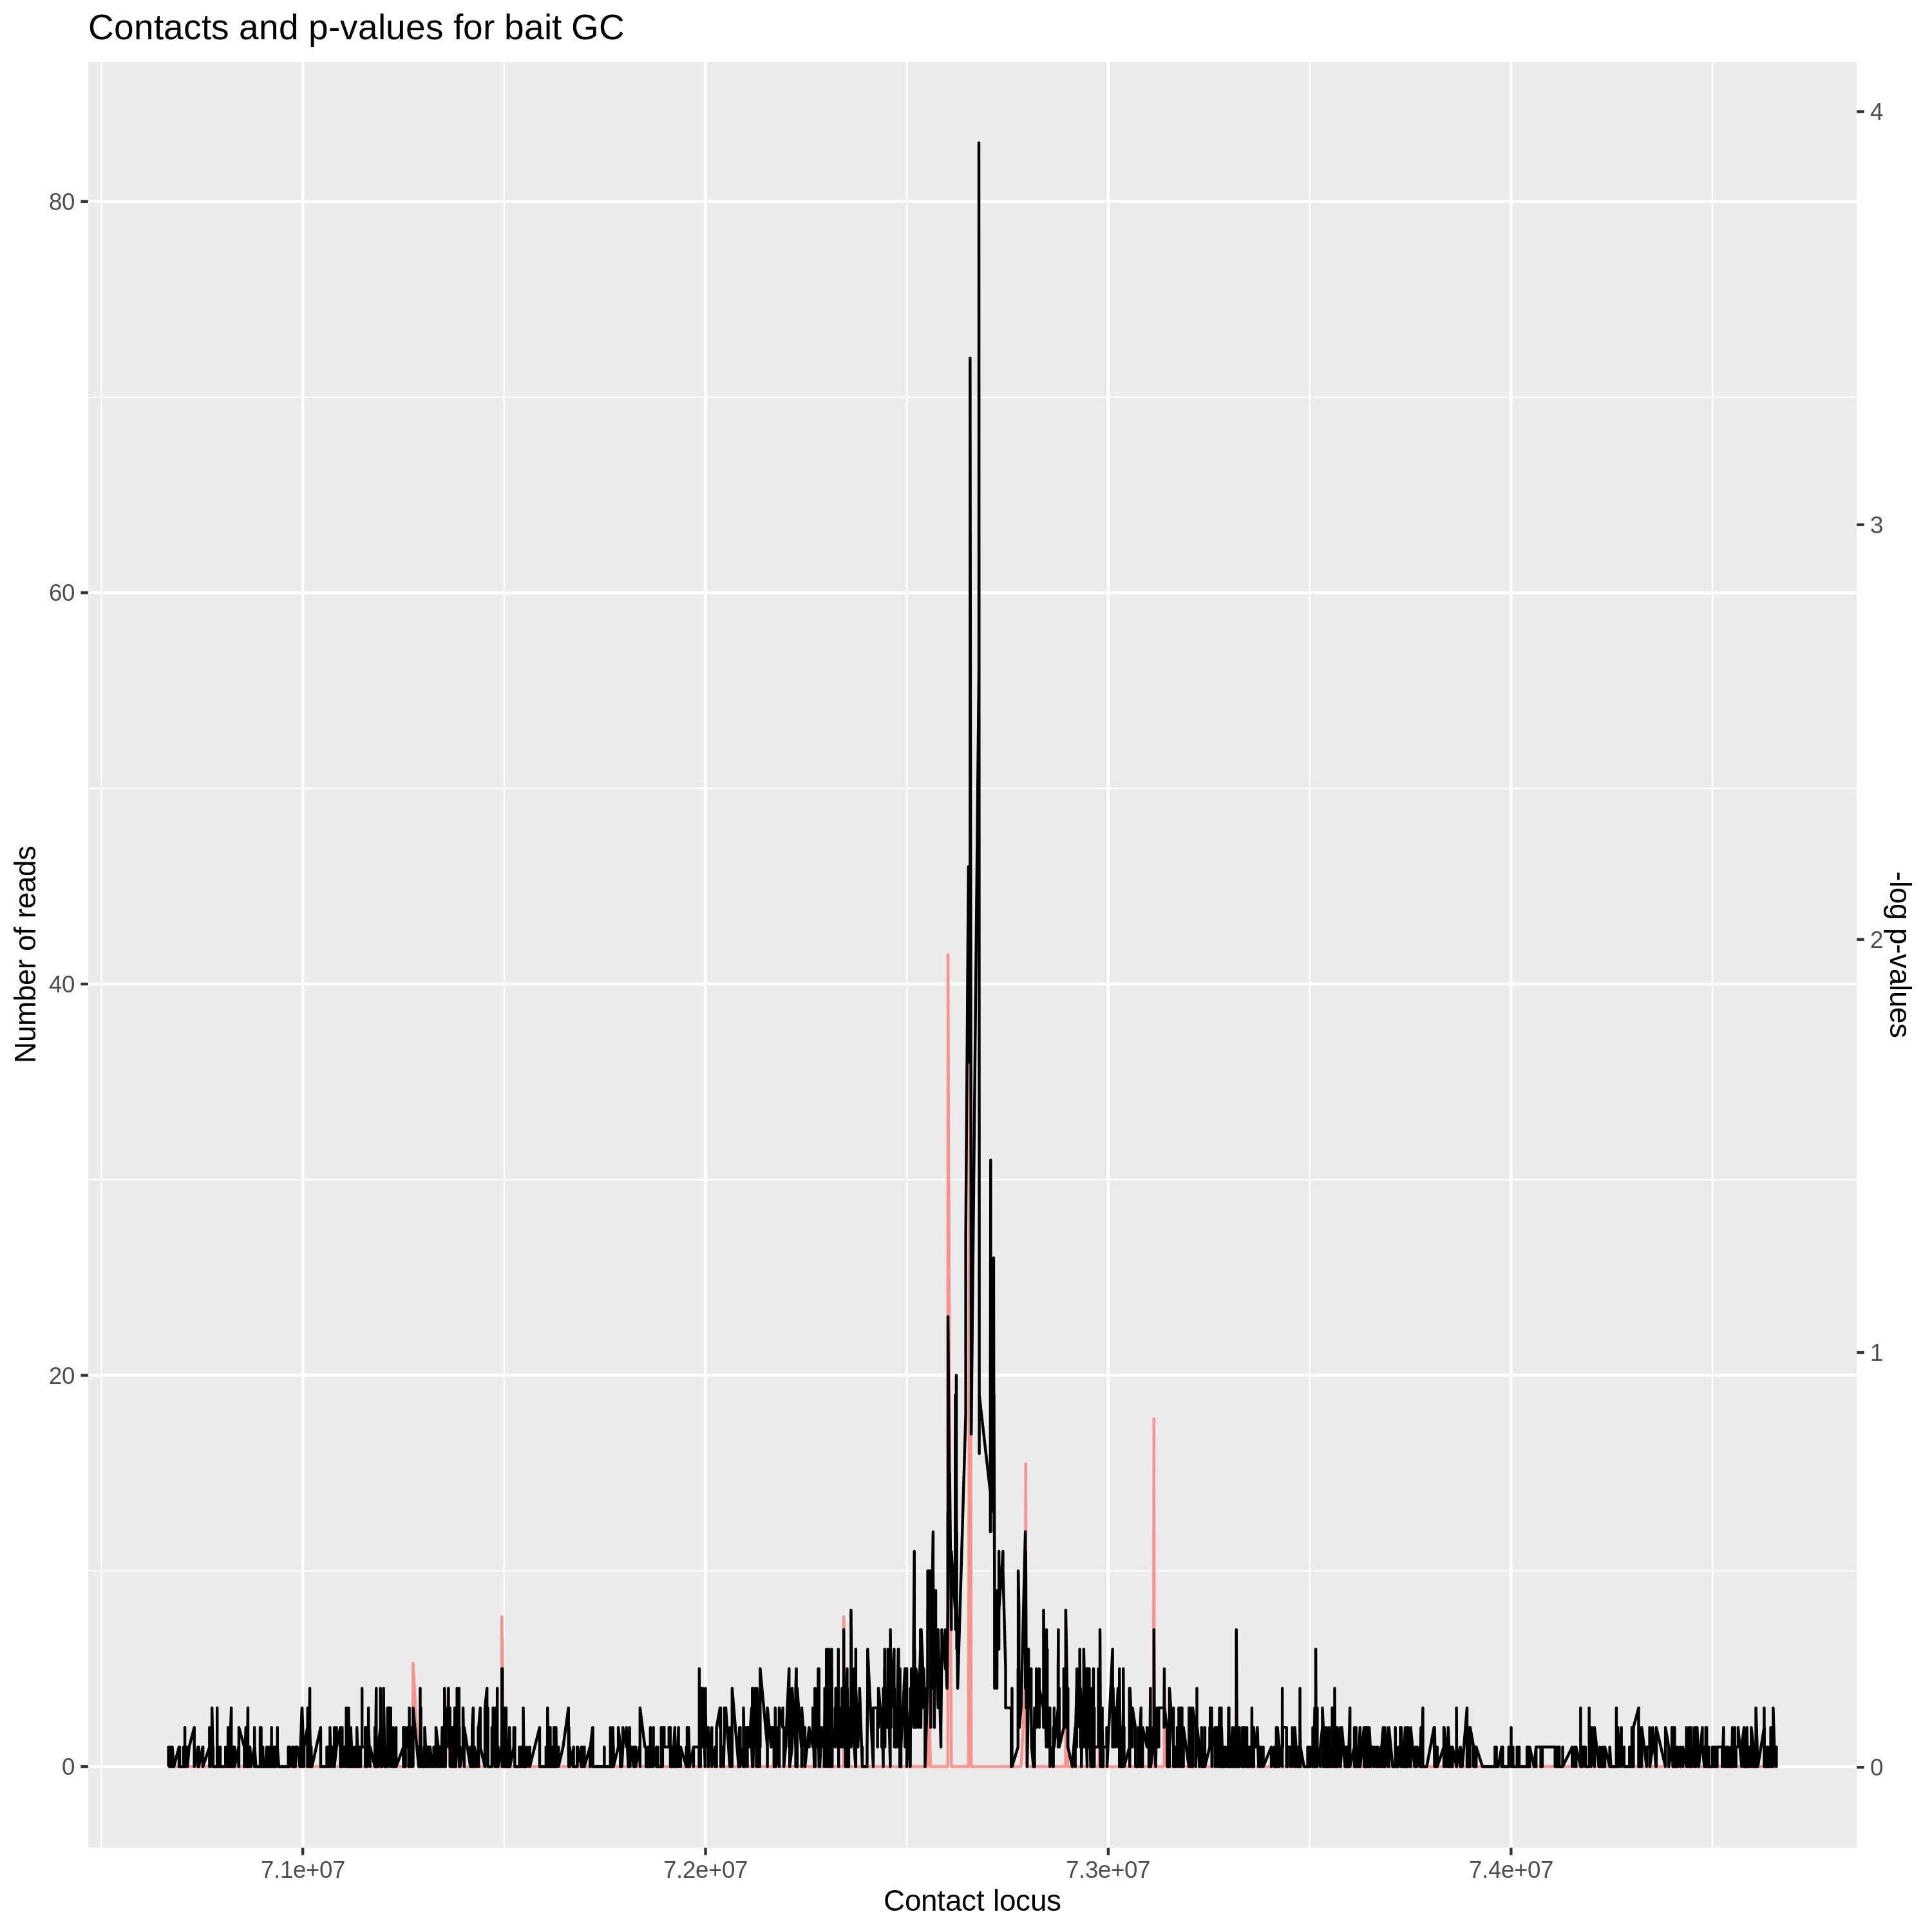 Contacts and p-values for bait GC
80
60
40
20
0
Number of reads
4
3
2
1
0
-log p-values
7.1e+07
7.2e+07
7.3e+07
7.4e+07
Contact locus